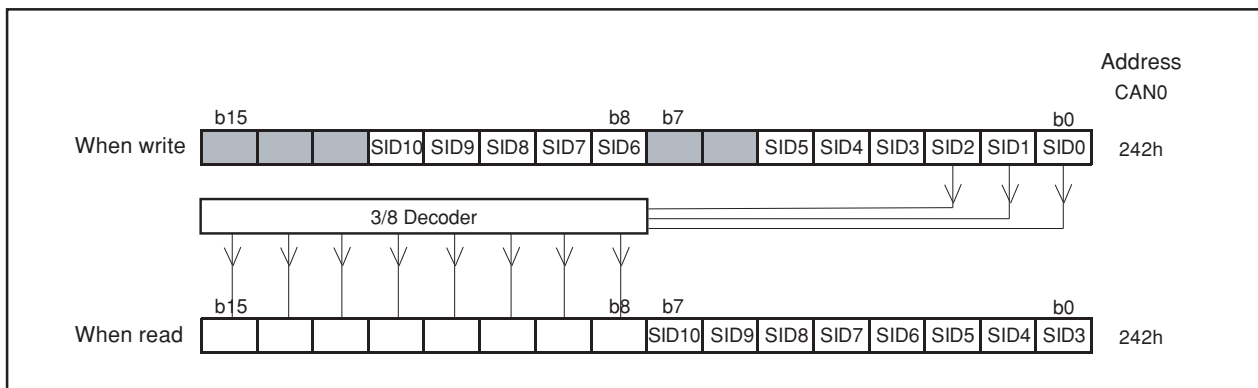 Address
CAN0
b15 b8 b7 b0
When write SID10 SID9 SID8 SID7 SID6 SID5 SID4 SID3 SID2 SID1 SID0 242h
3/8 Decoder
b15 b8 b7 b0
When read SID10 SID9 SID8 SID7 SID6 SID5 SID4 SID3 242h